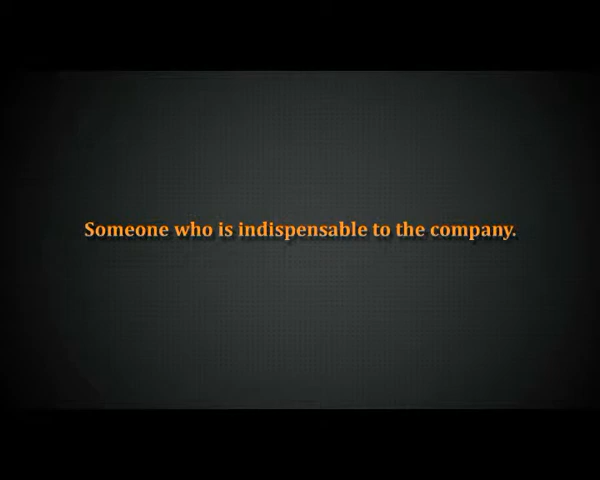 Someone who is indispensable to the company.